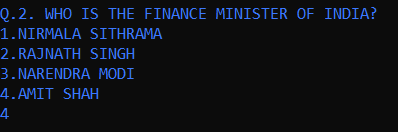 Q.2. WHO IS THE FINANCE MINISTER OF INDIA?
1.NIRMALA SITHRAMA
2.RAJNATH SINGH
3.NARENDRA MODI
4.AMIT SHAH
4